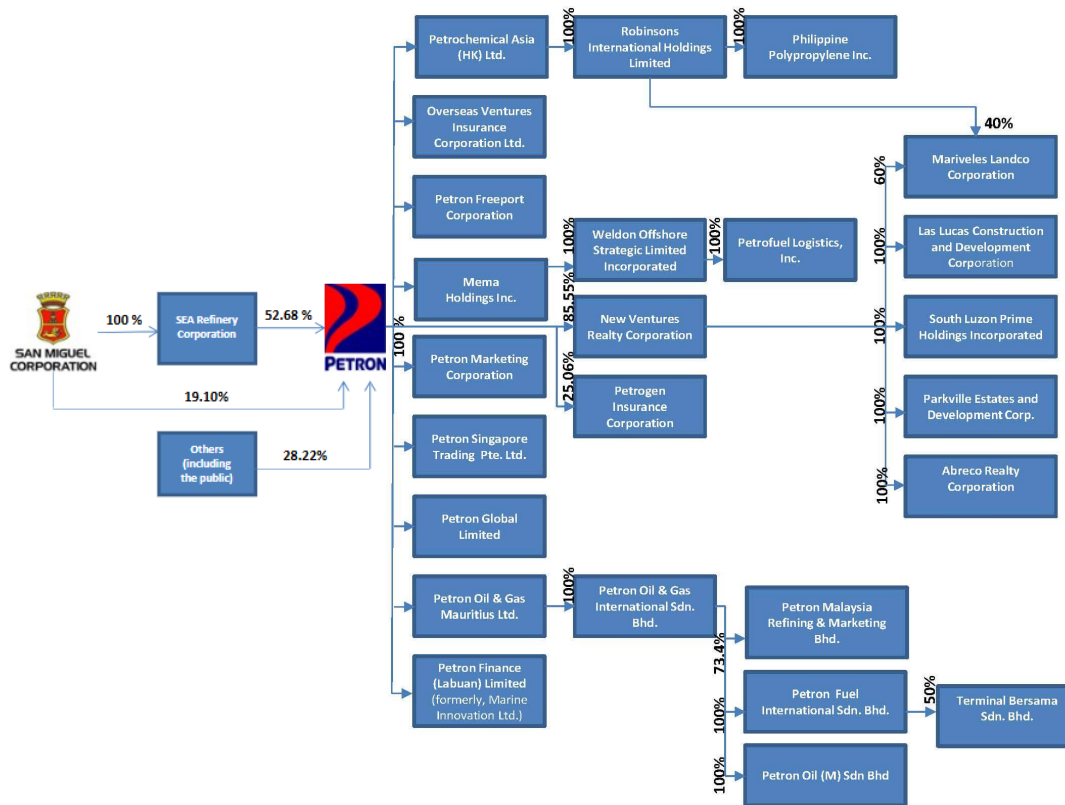 SAN MIGUEL
CORPORATION
100 %
SEA Refinery
Corporation
52.68 %
PETRON
19.10%
Others
(including
the public)
28.22%
100 %
Petrochemical Asia
(HK) Ltd.
100%
Robinsons
International Holdings
Limited
100%
Philippine
Polypropylene Inc.
40%
Overseas Ventures
Insurance
Corporation Ltd.
Petron Freeport
Corporation
Mema
Holdings Inc.
100%
Weldon Offshore
Strategic Limited
Incorporated
100%
Petrofuel Logistics,
Inc.
85.55%
New Ventures
Realty Corporation
25.06%
Petrogen
Insurance
Corporation
60%
Mariveles Landco
Corporation
100%
Las Lucas Construction
and Development
Corporation
100%
South Luzon Prime
Holdings Incorporated
100%
Parkville Estates and
Development Corp.
100%
Abreco Realty
Corporation
Petron Marketing
Corporation
Petron Singapore
Trading Pte. Ltd.
Petron Global
Limited
Petron Oil & Gas
Mauritius Ltd.
100%
Petron Oil & Gas
International Sdn.
Bhd.
73.4%
Petron Malaysia
Refining & Marketing
Bhd.
100%
Petron Fuel
International Sdn. Bhd.
50%
Terminal Bersama
Sdn. Bhd.
100%
Petron Oil (M) Sdn Bhd
Petron Finance
(Labuan) Limited
(formerly, Marine
Innovation Ltd.)